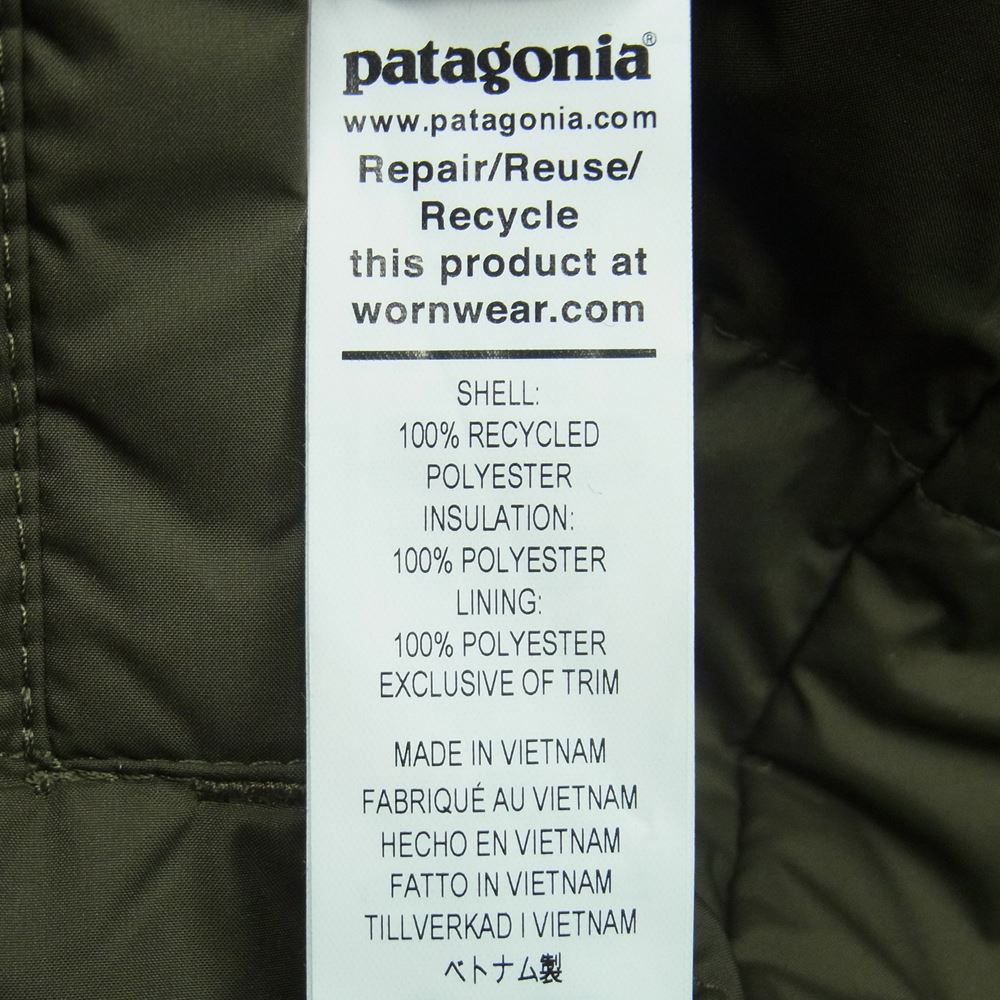 patagonia®
www.patagonia.com
Repair/Reuse/
Recycle
this product at
wornwear.com
SHELL:
100% RECYCLED
POLYESTER
INSULATION:
100% POLYESTER
LINING:
100% POLYESTER
EXCLUSIVE OF TRIM
MADE IN VIETNAM
FABRIQUÉ AU VIETNAM
HECHO EN VIETNAM
FATTO IN VIETNAM
TILLVERKAD I VIETNAM
ベトナム製